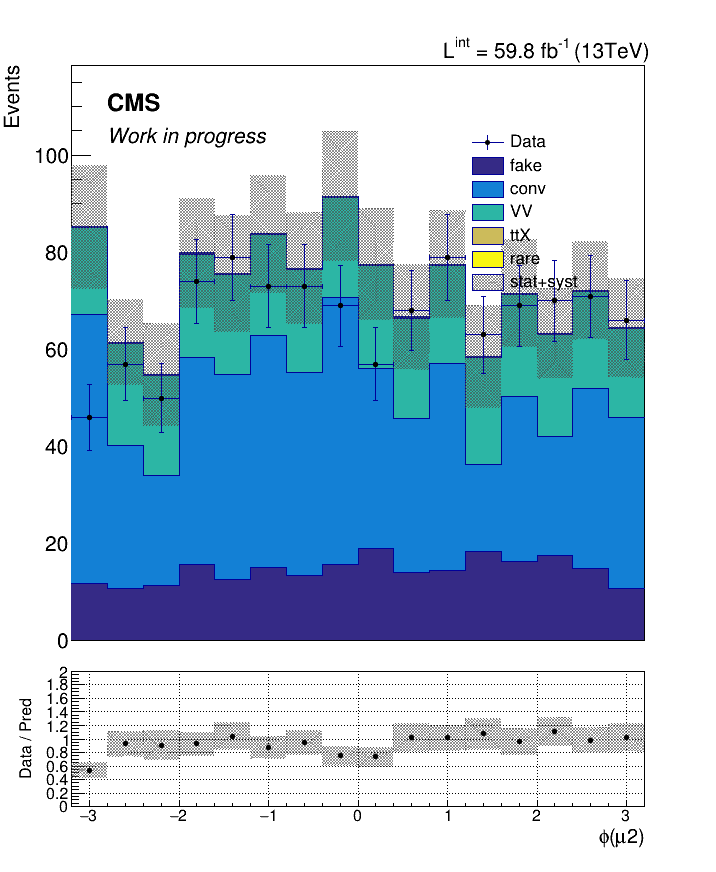 L^int = 59.8 fb^-1 (13TeV)
Events
CMS
Work in progress
Data
fake
conv
VV
ttX
rare
stat+syst
100
80
60
40
20
0
Data / Pred
2
1.8
1.6
1.4
1.2
1
0.8
0.6
0.4
0.2
0
−3 −2 −1 0 1 2 3
ϕ(μ2)